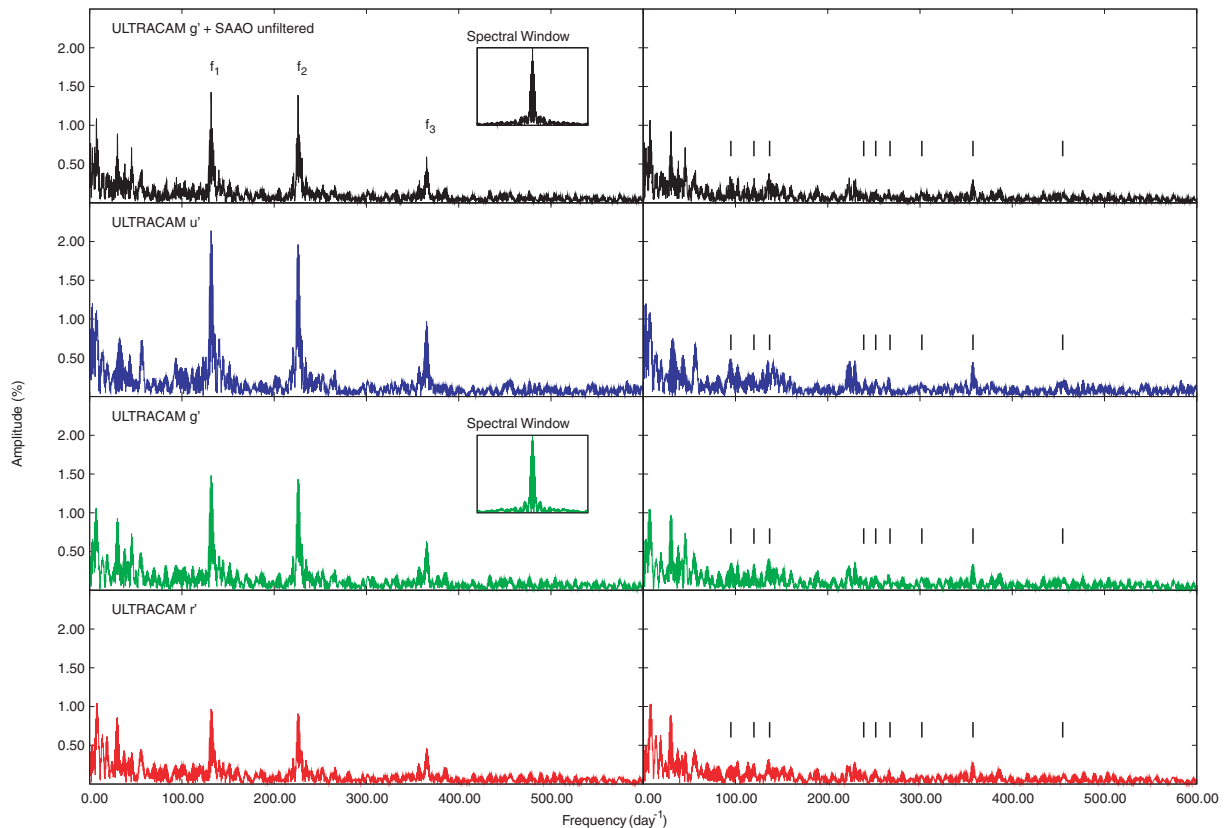 ULTRACAM g' + SAAO unfiltered
Spectral Window
f1
f2
f3
2.00
1.50
1.00
0.50
ULTRACAM u'
2.00
1.50
1.00
0.50
ULTRACAM g'
Spectral Window
2.00
1.50
1.00
0.50
ULTRACAM r'
2.00
1.50
1.00
0.50
Amplitude (%)
0.00 100.00 200.00 300.00 400.00 500.00 0.00 100.00 200.00 300.00 400.00 500.00 600.00
Frequency (day-1)